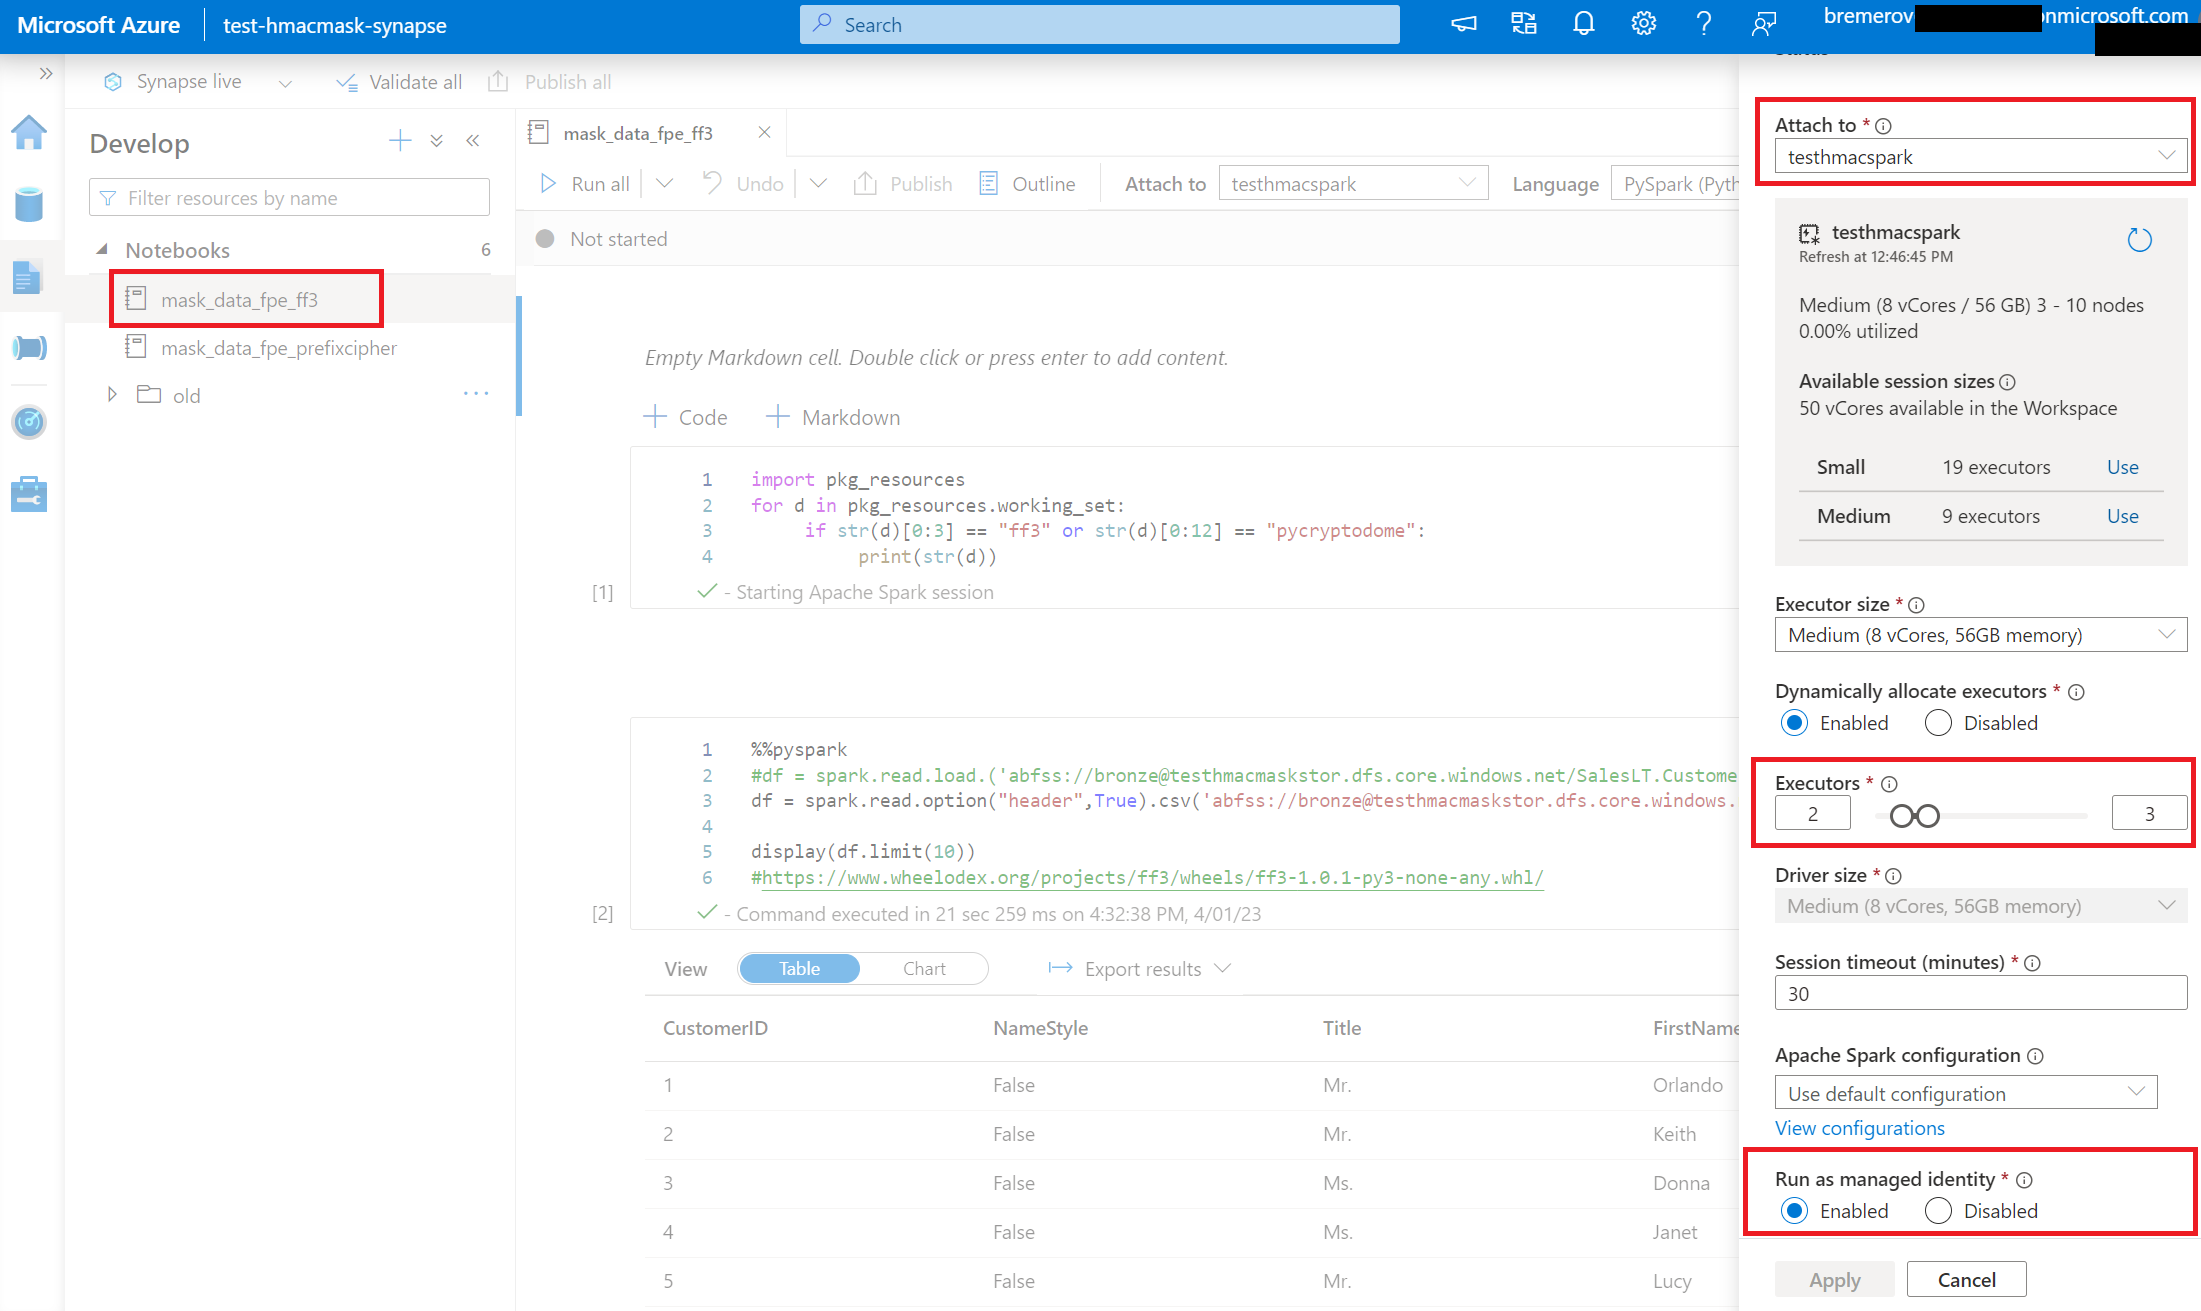 Microsoft Azure
test-hmacmask-synapse
Search
bremerov
onmicrosoft.com
Synapse live
Validate all
Publish all
Develop
Filter resources by name
Notebooks 6
mask_data_fpe_ff3
mask_data_fpe_prefixcipher
old
mask_data_fpe_ff3
Run all
Undo
Publish
Outline
Attach to
testhmacspark
Language
PySpark (Pyth
Not started
Empty Markdown cell. Double click or press enter to add content.
+ Code + Markdown
1 import pkg_resources
2 for d in pkg_resources.working_set:
3 if str(d)[0:3] == "ff3" or str(d)[0:12] == "pycryptodome":
4 print(str(d))
[1] - Starting Apache Spark session
1 %%pyspark
2 #df = spark.read.load.('abfss://bronze@testhmacmaskstor.dfs.core.windows.net/SalesLT.Custome
3 df = spark.read.option("header",True).csv('abfss://bronze@testhmacmaskstor.dfs.core.windows.
4
5 display(df.limit(10))
6 #https://www.wheelodex.org/projects/ff3/wheels/ff3-1.0.1-py3-none-any.whl/
[2] - Command executed in 21 sec 259 ms on 4:32:38 PM, 4/01/23
View Table Chart Export results
CustomerID NameStyle Title FirstName
1 False Mr. Orlando
2 False Mr. Keith
3 False Ms. Donna
4 False Ms. Janet
5 False Mr. Lucy
Attach to *
testhmacspark
testhmacspark
Refresh at 12:46:45 PM
Medium (8 vCores / 56 GB) 3 - 10 nodes
0.00% utilized
Available session sizes
50 vCores available in the Workspace
Small 19 executors Use
Medium 9 executors Use
Executor size *
Medium (8 vCores, 56GB memory)
Dynamically allocate executors *
Enabled Disabled
Executors *
2 3
Driver size *
Medium (8 vCores, 56GB memory)
Session timeout (minutes) *
30
Apache Spark configuration
Use default configuration
View configurations
Run as managed identity *
Enabled Disabled
Apply Cancel